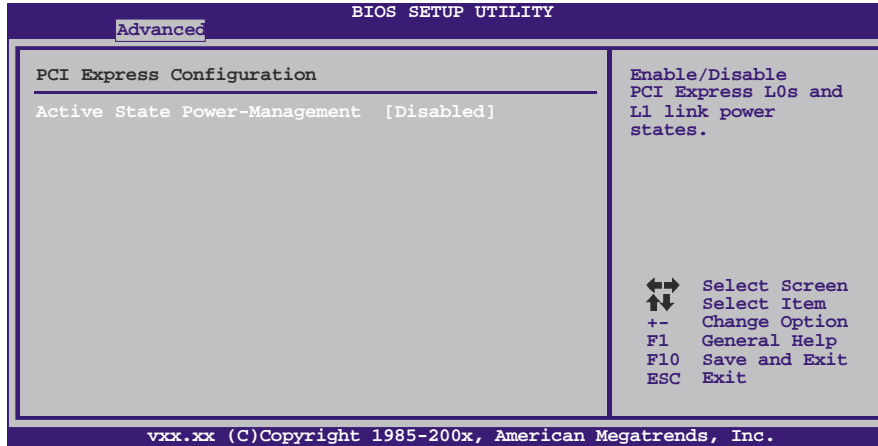 BIOS SETUP UTILITY
Advanced
PCI Express Configuration
Active State Power-Management [Disabled]
Enable/Disable
PCI Express L0s and
L1 link power
states.
Select Screen
Select Item
+- Change Option
F1 General Help
F10 Save and Exit
ESC Exit
vxx.xx (C)Copyright 1985-200x, American Megatrends, Inc.